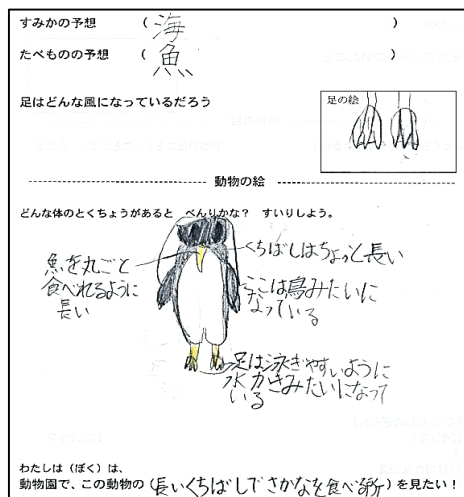 すみかの予想 （海）
たべものの予想 （魚）
足はどんな風になっているだろう
足の絵
動物の絵
どんな体のとくちょうがあると べんりかな？ すいりしよう。
魚を丸ごと
食べれるように
長い
くちばしはちょっと長い
ここは鳥みたいに
なっている
足は泳ぎやすいように
水かきみたいになって
いる
わたしは（ぼく）は、
動物園で、この動物の（長いくちばしでさかなを食べる所）を見たい！